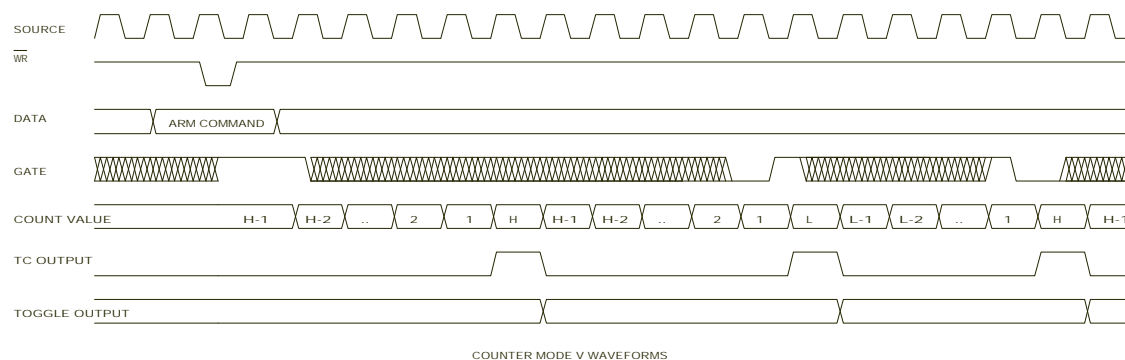 SOURCE
WR
DATA ARM COMMAND
GATE
COUNT VALUE H-1 H-2 .. 2 1 H H-1 H-2 .. 2 1 L L-1 L-2 .. 1 H H-1
TC OUTPUT
TOGGLE OUTPUT
COUNTER MODE V WAVEFORMS